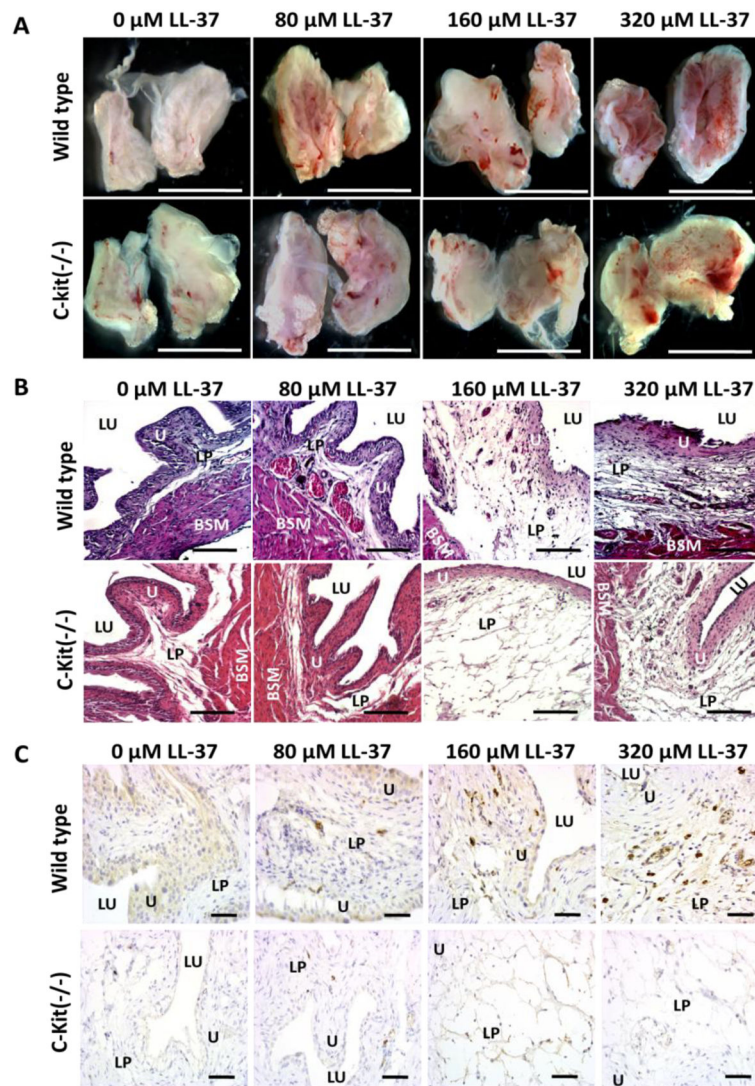 A
0 µM LL-37 80 µM LL-37 160 µM LL-37 320 µM LL-37
Wild type
C-kit(-/-)
B
0 µM LL-37 80 µM LL-37 160 µM LL-37 320 µM LL-37
Wild type
LU U LP BSM
LU LP U BSM
LU U LP BSM
LU U LP BSM
C-Kit(-/-)
U LU LP BSM
LU U BSM LP
U LU LP
BSM LU U LP
C
0 µM LL-37 80 µM LL-37 160 µM LL-37 320 µM LL-37
Wild type
LU U LP
U LP U
LU U LP
LU U LP
C-Kit(-/-)
LU U LP
LP U LU
U LP
LP U